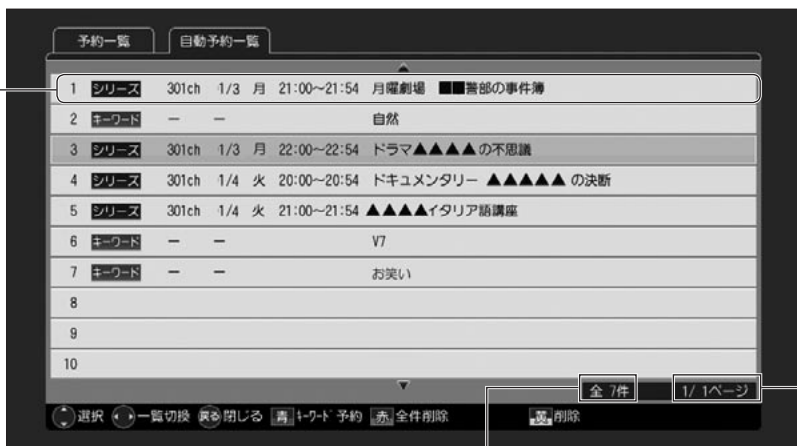 予約一覧 自動予約一覧
1 シリーズ 301ch 1/3 月 21:00~21:54 月曜劇場 ■■警部の事件簿
2 キーワード − − 自然
3 シリーズ 301ch 1/3 月 22:00~22:54 ドラマ▲▲▲▲の不思議
4 シリーズ 301ch 1/4 火 20:00~20:54 ドキュメンタリー ▲▲▲▲▲ の決断
5 シリーズ 301ch 1/4 火 21:00~21:54 ▲▲▲▲イタリア語講座
6 キーワード − − V7
7 キーワード − − お笑い
8
9
10
全 7件 1/ 1ページ
選択 一覧切換 戻る 閉じる 青 キーワード予約 赤 全件削除 黄 削除